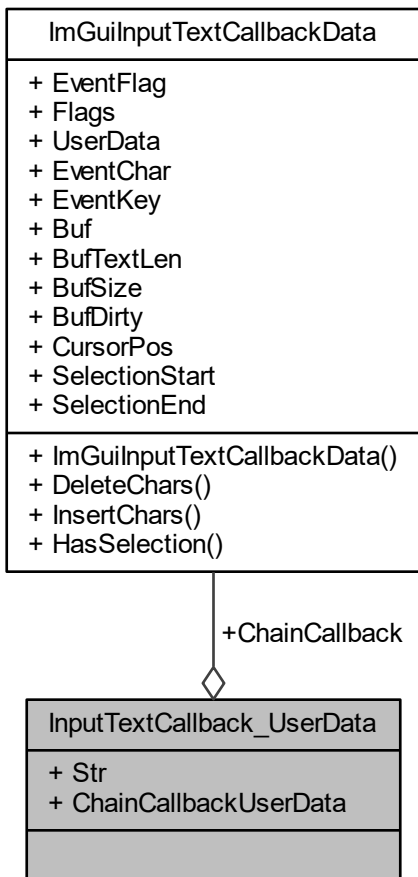 ImGuiInputTextCallbackData
+ EventFlag
+ Flags
+ UserData
+ EventChar
+ EventKey
+ Buf
+ BufTextLen
+ BufSize
+ BufDirty
+ CursorPos
+ SelectionStart
+ SelectionEnd
+ ImGuiInputTextCallbackData()
+ DeleteChars()
+ InsertChars()
+ HasSelection()
+ChainCallback
InputTextCallback_UserData
+ Str
+ ChainCallbackUserData